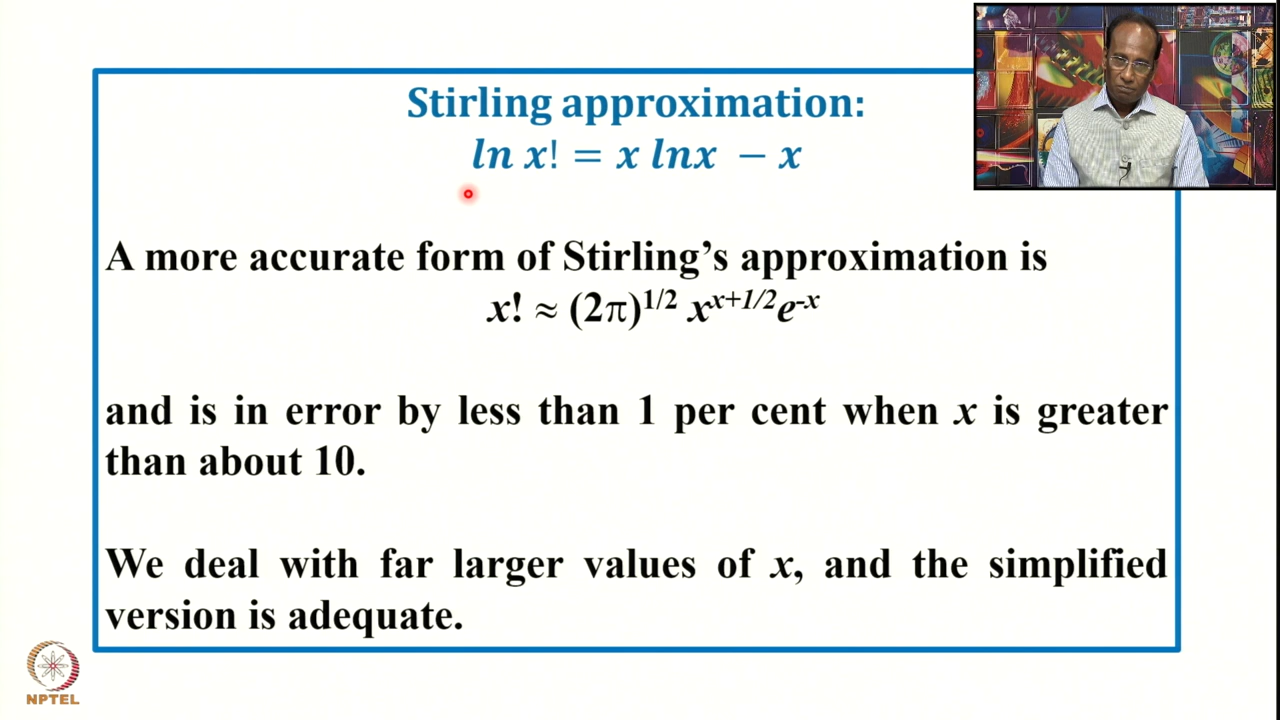 Stirling approximation:
ln x! = x lnx − x
A more accurate form of Stirling's approximation is
x! ≈ (2π)^{1/2} x^{x+1/2}e^{-x}
and is in error by less than 1 per cent when x is greater
than about 10.
We deal with far larger values of x, and the simplified
version is adequate.
NPTEL